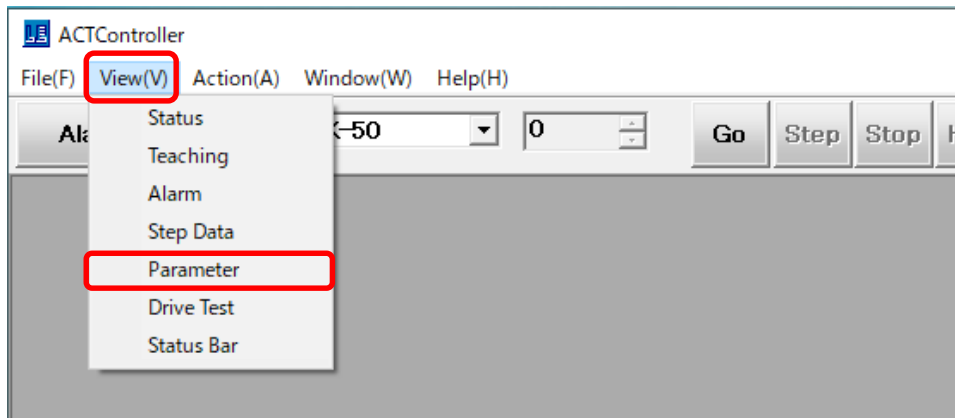 ACTController
File(F) View(V) Action(A) Window(W) Help(H)
-50 0 Go Step Stop
Status
Teaching
Alarm
Step Data
Parameter
Drive Test
Status Bar